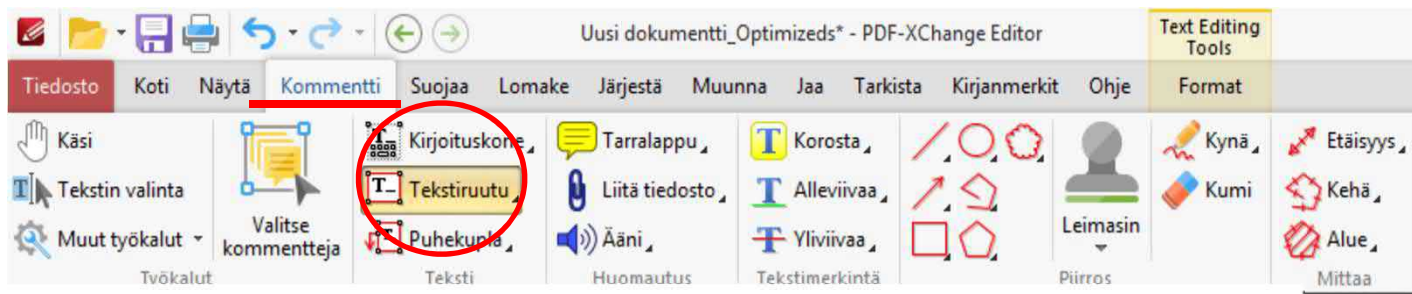 Uusi dokumentti_Optimizeds* - PDF-XChange Editor
Text Editing
Tools
Tiedosto Koti Näytä Kommentti Suojaa Lomake Järjestä Muunna Jaa Tarkista Kirjanmerkit Ohje Format
Käsi
Tekstin valinta
Muut työkalut
Työkalut
Valitse
kommentteja
Kirjoituskone
Tekstiruutu
Puhekupla
Teksti
Tarralappu
Liitä tiedosto
Ääni
Huomautus
Korosta
Alleviivaa
Yliviivaa
Tekstimerkintä
Leimasin
Kynä
Kumi
Piirros
Etäisyys
Kehä
Alue
Mittaa